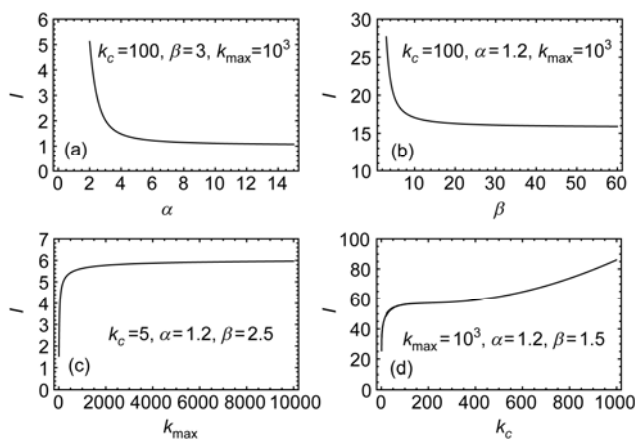 6
5
4
3
2
1
0
l
k_c=100, β=3, k_max=10^3
(a)
0 2 4 6 8 10 12 14
α
30
25
20
15
10
l
k_c=100, α=1.2, k_max=10^3
(b)
10 20 30 40 50 60
β
7
6
5
4
3
2
1
0
l
k_c=5, α=1.2, β=2.5
(c)
0 2000 4000 6000 8000 10000
k_max
100
80
60
40
20
0
l
k_max=10^3, α=1.2, β=1.5
(d)
0 200 400 600 800 1000
k_c